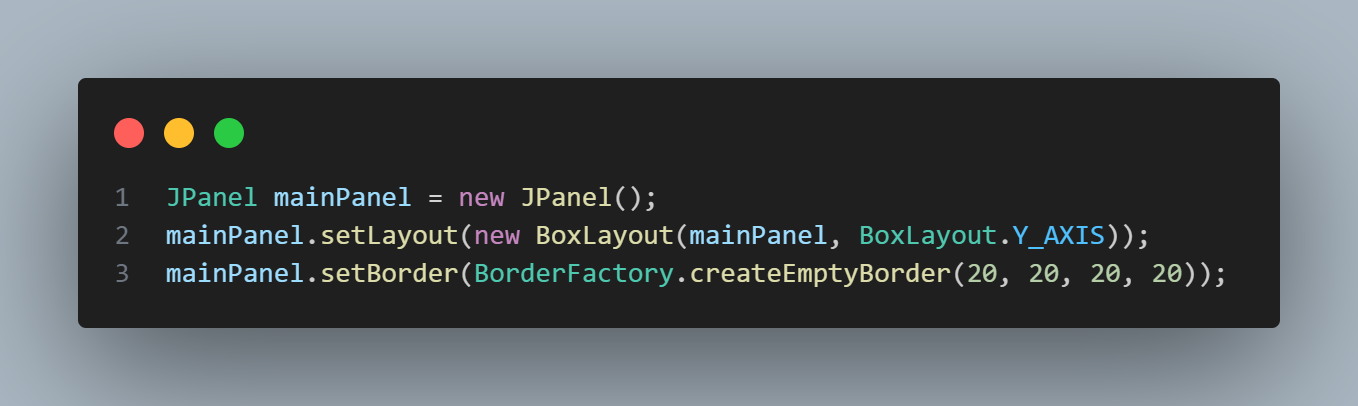 1 JPanel mainPanel = new JPanel();
2 mainPanel.setLayout(new BoxLayout(mainPanel, BoxLayout.Y_AXIS));
3 mainPanel.setBorder(BorderFactory.createEmptyBorder(20, 20, 20, 20));